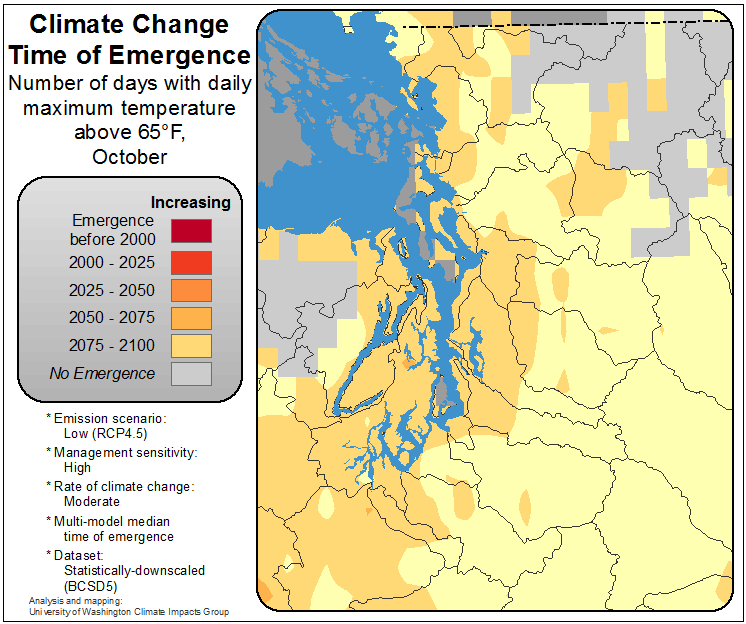 Climate Change
Time of Emergence
Number of days with daily
maximum temperature
above 65°F,
October
Increasing
Emergence
before 2000
2000 - 2025
2025 - 2050
2050 - 2075
2075 - 2100
No Emergence
* Emission scenario:
Low (RCP4.5)
* Management sensitivity:
High
* Rate of climate change:
Moderate
* Multi-model median
time of emergence
* Dataset:
Statistically-downscaled
(BCSD5)
Analysis and mapping:
University of Washington Climate Impacts Group